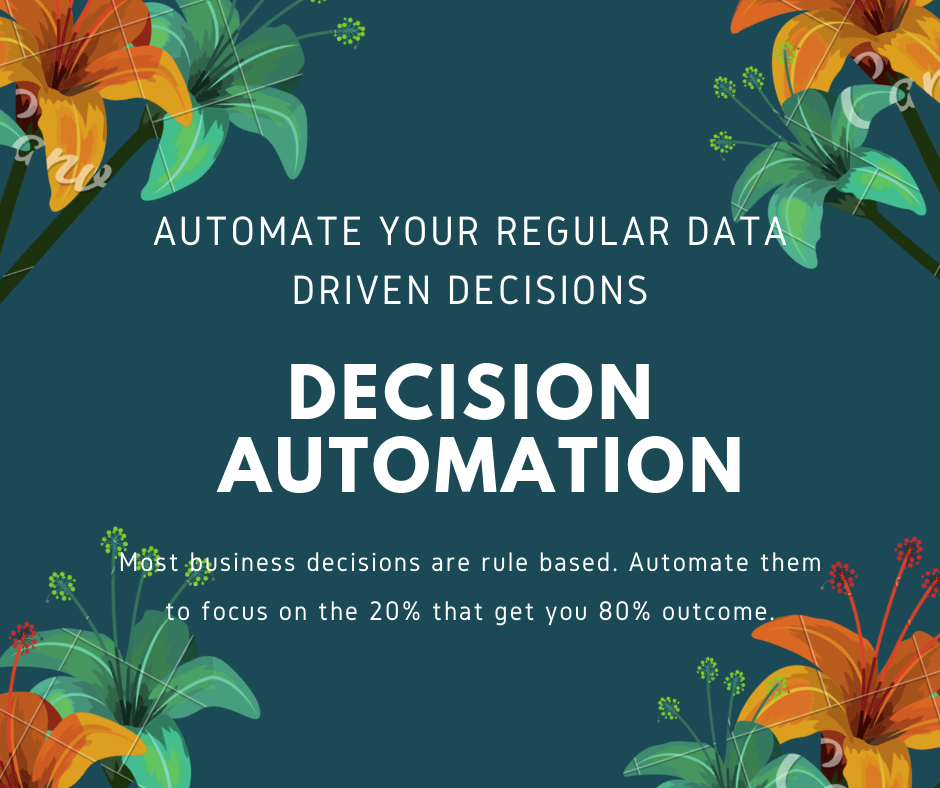 AUTOMATE YOUR REGULAR DATA
DRIVEN DECISIONS
DECISION
AUTOMATION
Most business decisions are rule based. Automate them
to focus on the 20% that get you 80% outcome.